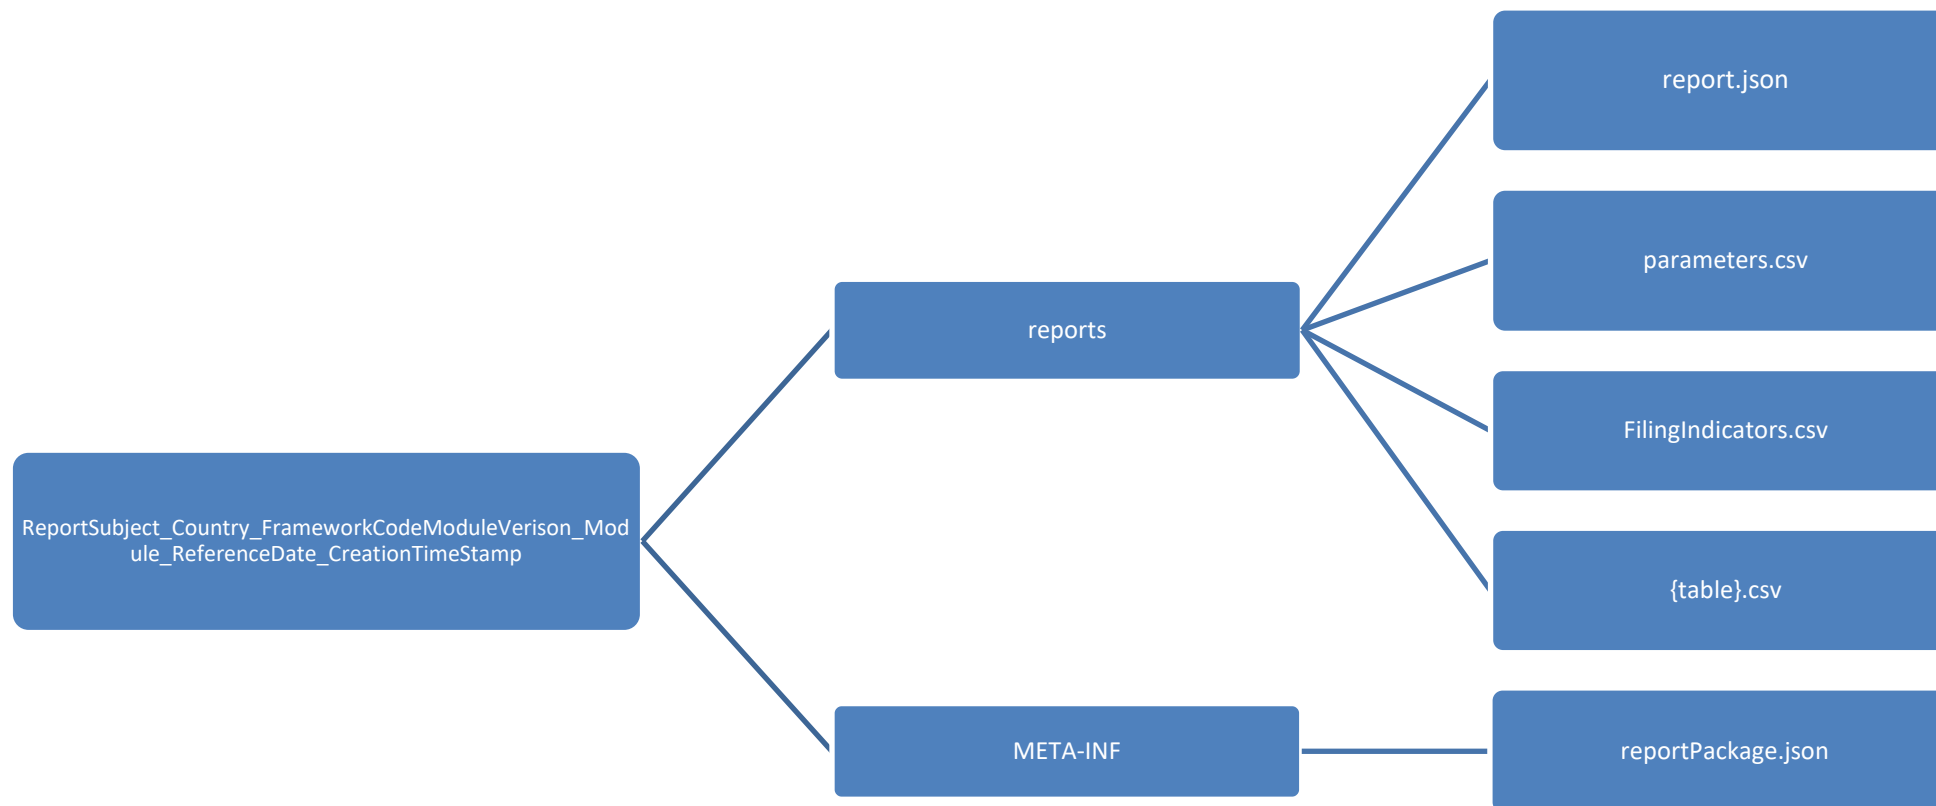 report.json
parameters.csv
reports
FilingIndicators.csv
ReportSubject_Country_FrameworkCodeModuleVerison_Mod
ule_ReferenceDate_CreationTimeStamp
{table}.csv
META-INF
reportPackage.json